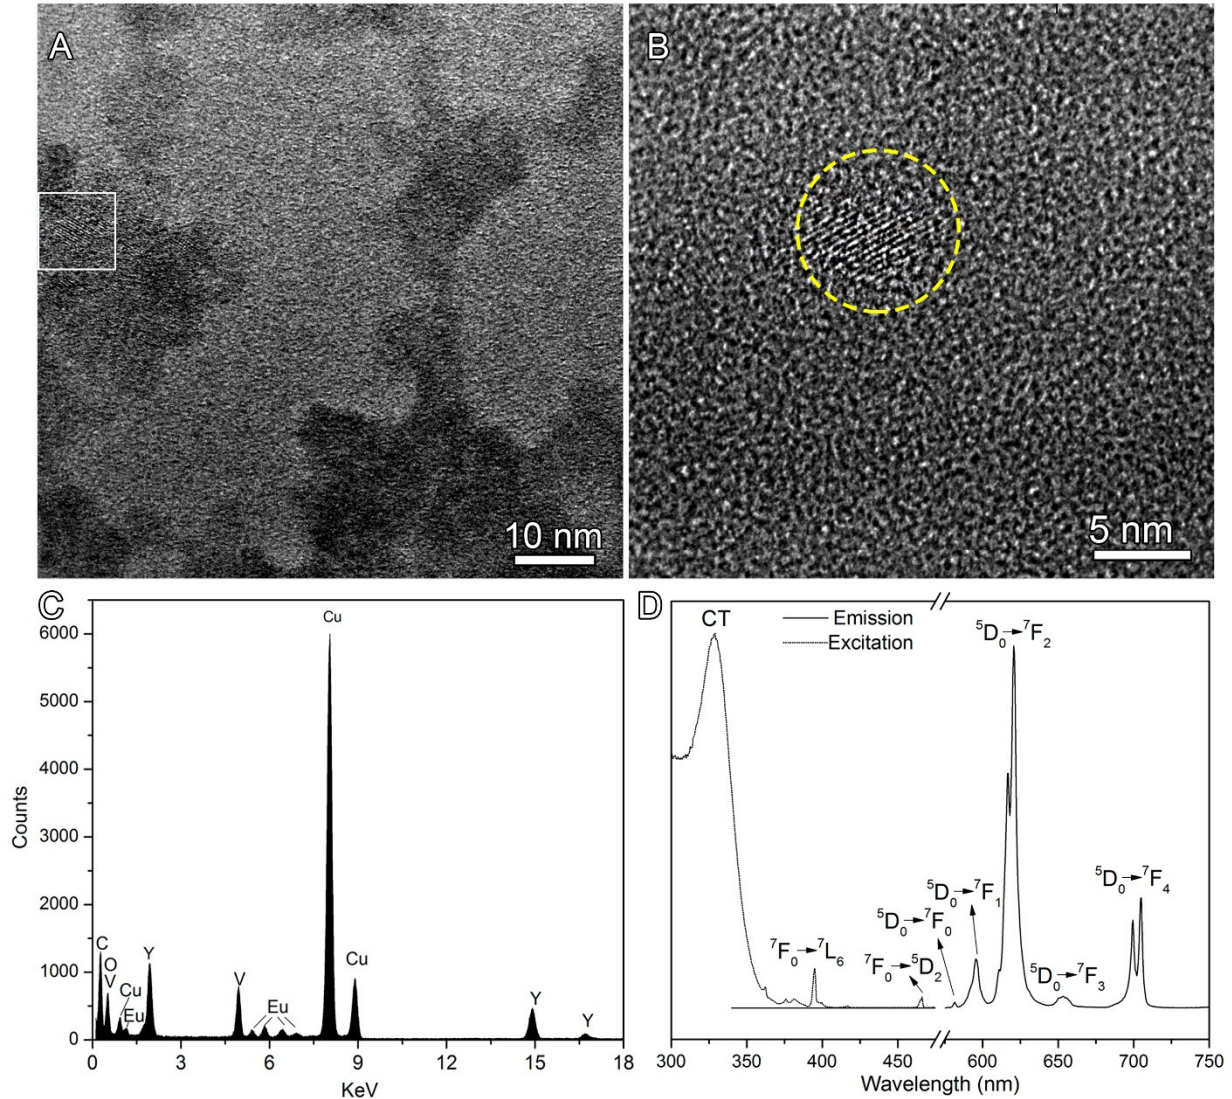 A
10 nm
B
5 nm
C
Counts
6000
5000
4000
3000
2000
1000
0
C
O
V
Cu
Eu
Y
V
Eu
Cu
Cu
Y
Y
0 3 6 9 12 15 18
KeV
D
CT
Emission
Excitation
⁷F₀→⁷L₆
⁷F₀→⁵D₂
⁵D₀→⁷F₀
⁵D₀→⁷F₁
⁵D₀→⁷F₂
⁵D₀→⁷F₃
⁵D₀→⁷F₄
300 350 400 450 600 650 700 750
Wavelength (nm)